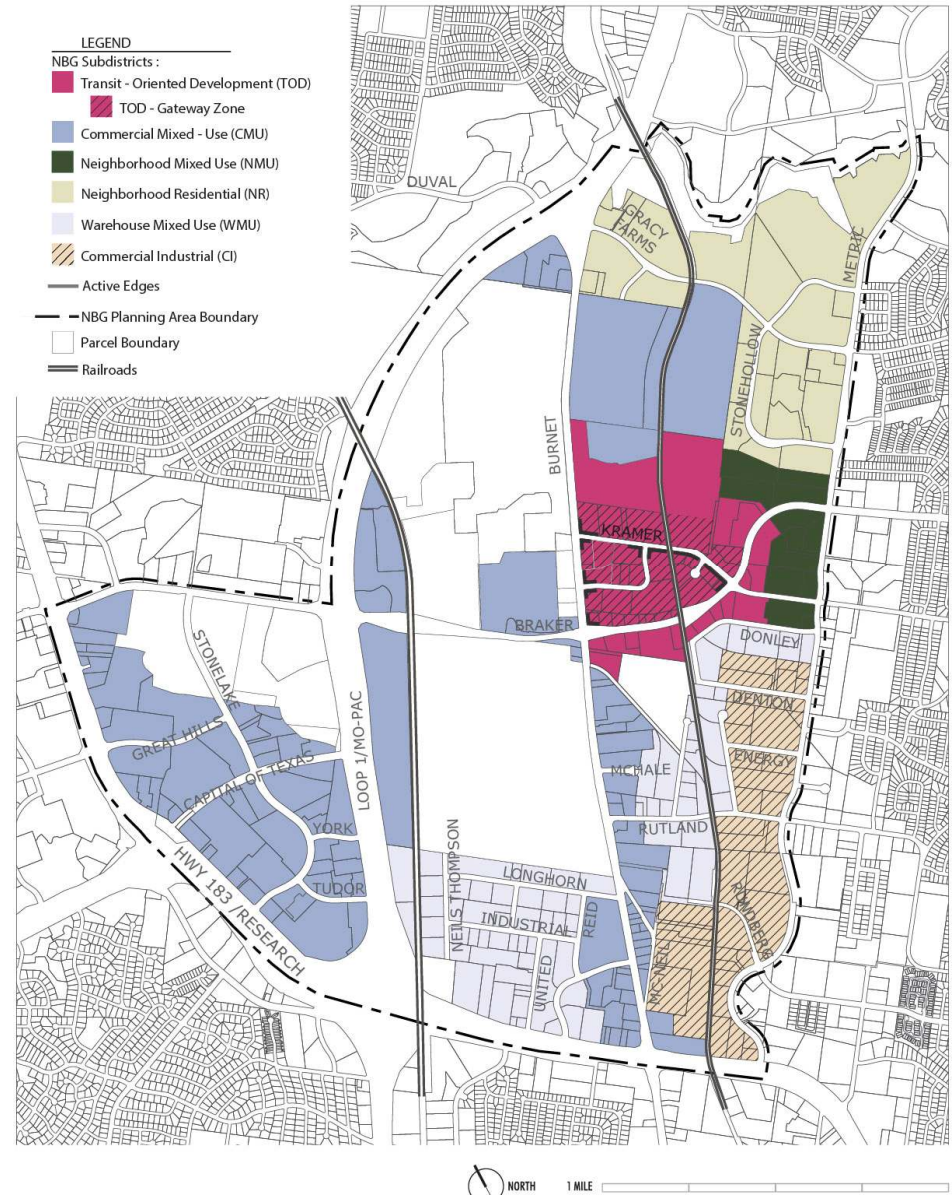 LEGEND
NBG Subdistricts :
Transit - Oriented Development (TOD)
TOD - Gateway Zone
Commercial Mixed - Use (CMU)
Neighborhood Mixed Use (NMU)
Neighborhood Residential (NR)
Warehouse Mixed Use (WMU)
Commercial Industrial (CI)
Active Edges
NBG Planning Area Boundary
Parcel Boundary
Railroads
DUVAL
GRACY
FARMS
METRIC
STONEHOLLOW
BURNET
KRAMER
BRAKER
DONLEY
STONELAKE
DENTON
GREAT HILLS
LOOP 1/MO-PAC
ENERGY
CAPITAL OF TEXAS
MCHALE
YORK
RUTLAND
HWY 183 /RESEARCH
TUDOR
NEILS THOMPSON
LONGHORN
REID
RUNDBERG
INDUSTRIAL
UNITED
MCNEIL
NORTH
1 MILE